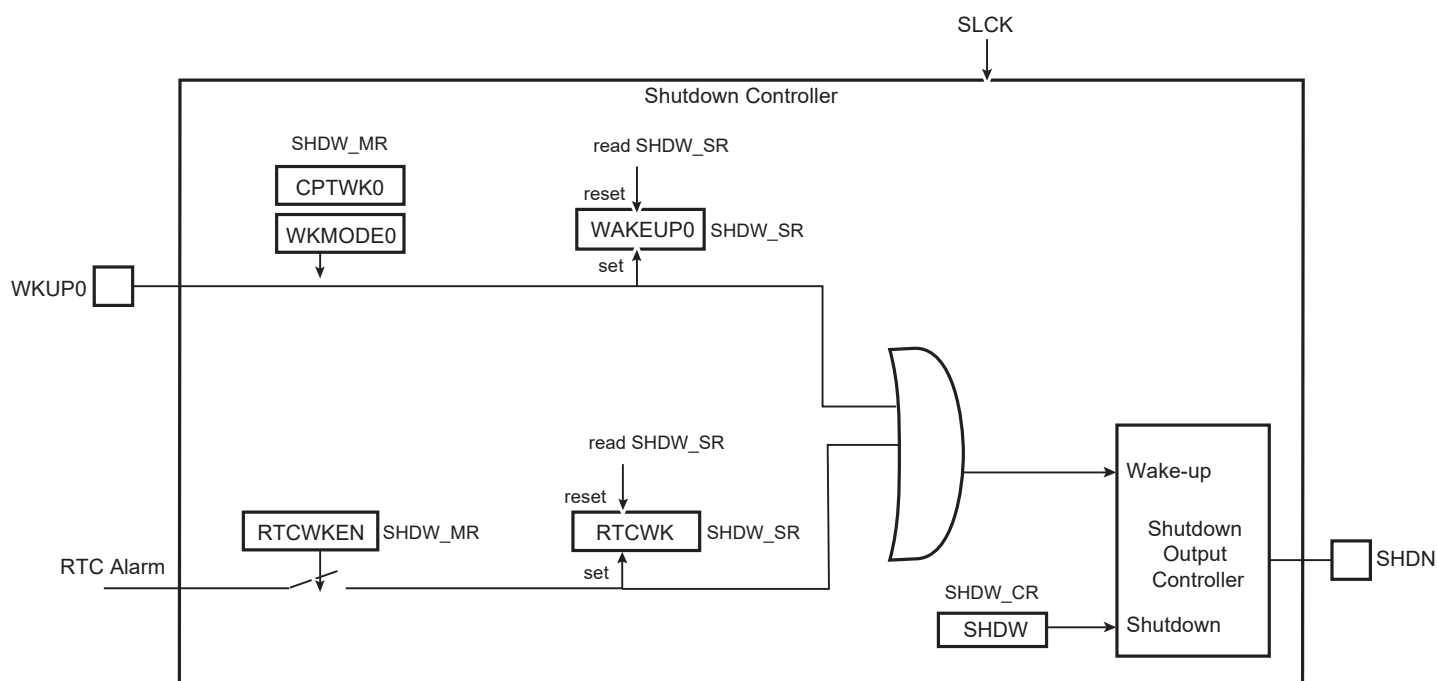 SLCK
Shutdown Controller
SHDW_MR
CPTWK0
WKMODE0
read SHDW_SR
reset
WAKEUP0
SHDW_SR
set
WKUP0
read SHDW_SR
reset
RTCWKEN
SHDW_MR
RTCWK
SHDW_SR
set
RTC Alarm
Wake-up
Shutdown
Output
Controller
SHDN
SHDW_CR
SHDW
Shutdown